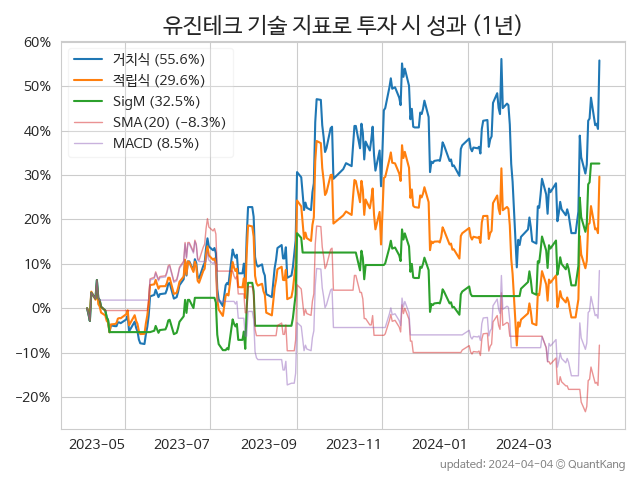 유진테크 기술 지표로 투자 시 성과 (1년)
60%
50%
40%
30%
20%
10%
0%
−10%
−20%
거치식 (55.6%)
적립식 (29.6%)
SigM (32.5%)
SMA(20) (−8.3%)
MACD (8.5%)
2023-05 2023-07 2023-09 2023-11 2024-01 2024-03
updated: 2024-04-04 © QuantKang